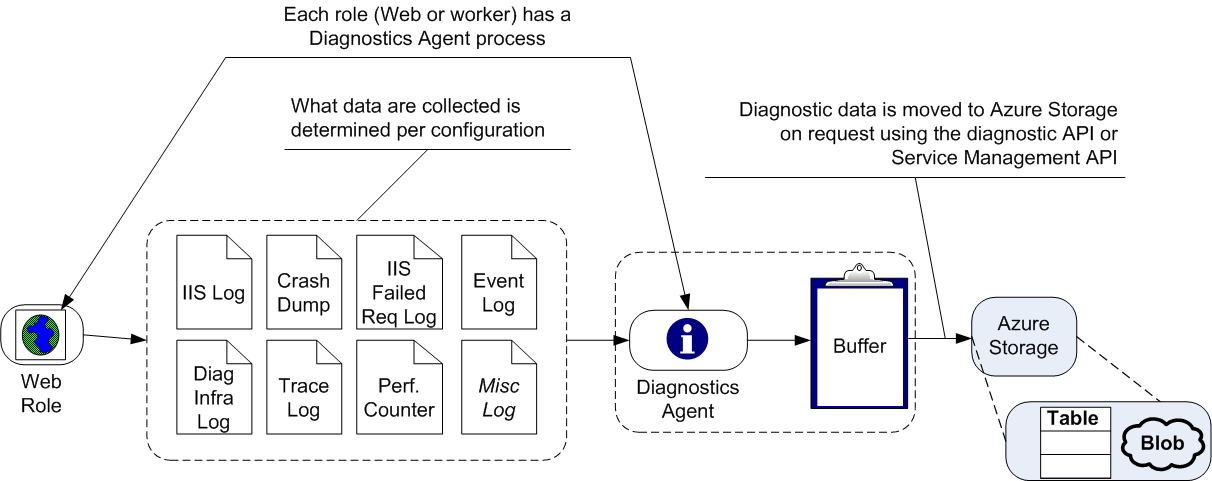 Each role (Web or worker) has a
Diagnostics Agent process
What data are collected is
determined per configuration
Diagnostic data is moved to Azure Storage
on request using the diagnostic API or
Service Management API
IIS Log
Crash
Dump
IIS
Failed
Req Log
Event
Log
Diag
Infra
Log
Trace
Log
Perf.
Counter
Misc
Log
Web
Role
i
Diagnostics
Agent
Buffer
Azure
Storage
Table
Blob